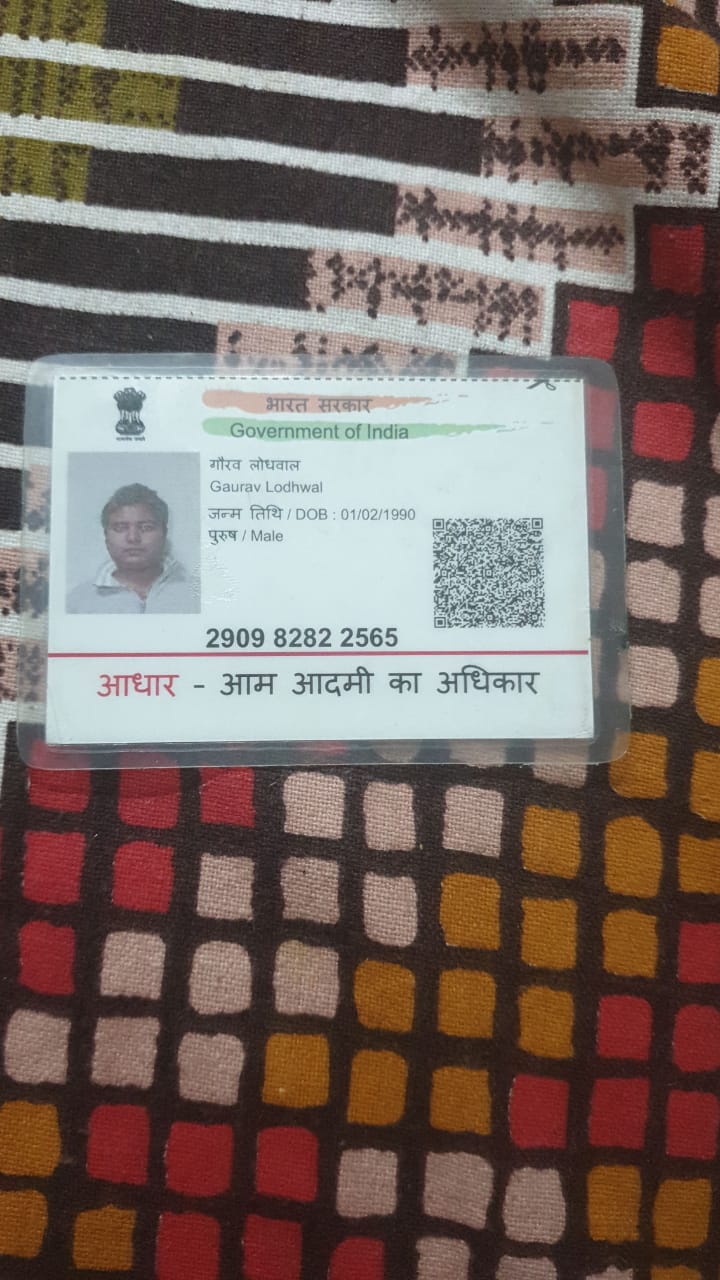 भारत सरकार
Government of India
गौरव लोधवाल
Gaurav Lodhwal
जन्म तिथि / DOB : 01/02/1990
पुरुष / Male
2909 8282 2565
आधार - आम आदमी का अधिकार